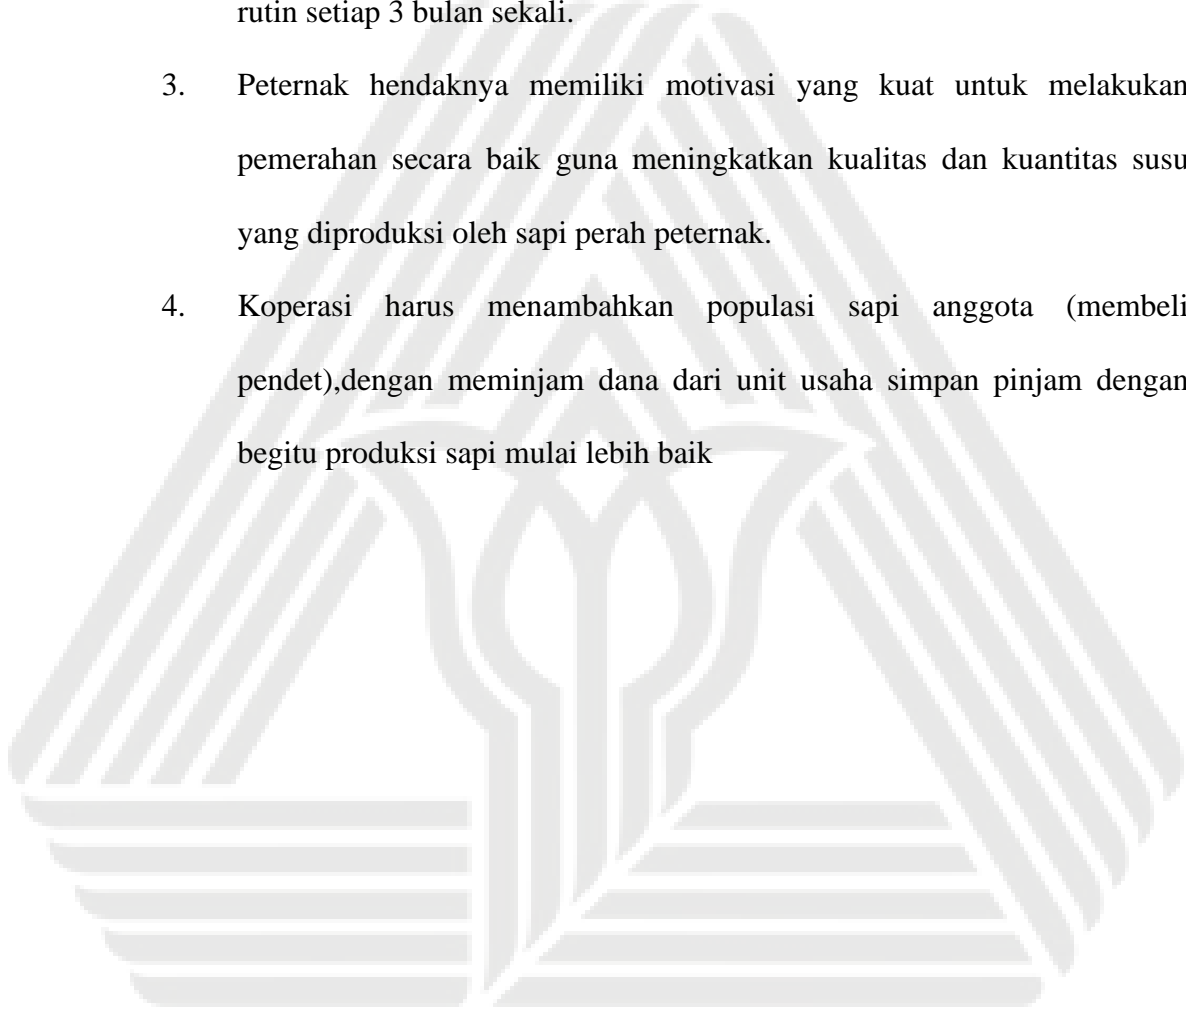 rutin setiap 3 bulan sekali.
3. Peternak hendaknya memiliki motivasi yang kuat untuk melakukan
pemerahan secara baik guna meningkatkan kualitas dan kuantitas susu
yang diproduksi oleh sapi perah peternak.
4. Koperasi harus menambahkan populasi sapi anggota (membeli
pendet),dengan meminjam dana dari unit usaha simpan pinjam dengan
begitu produksi sapi mulai lebih baik